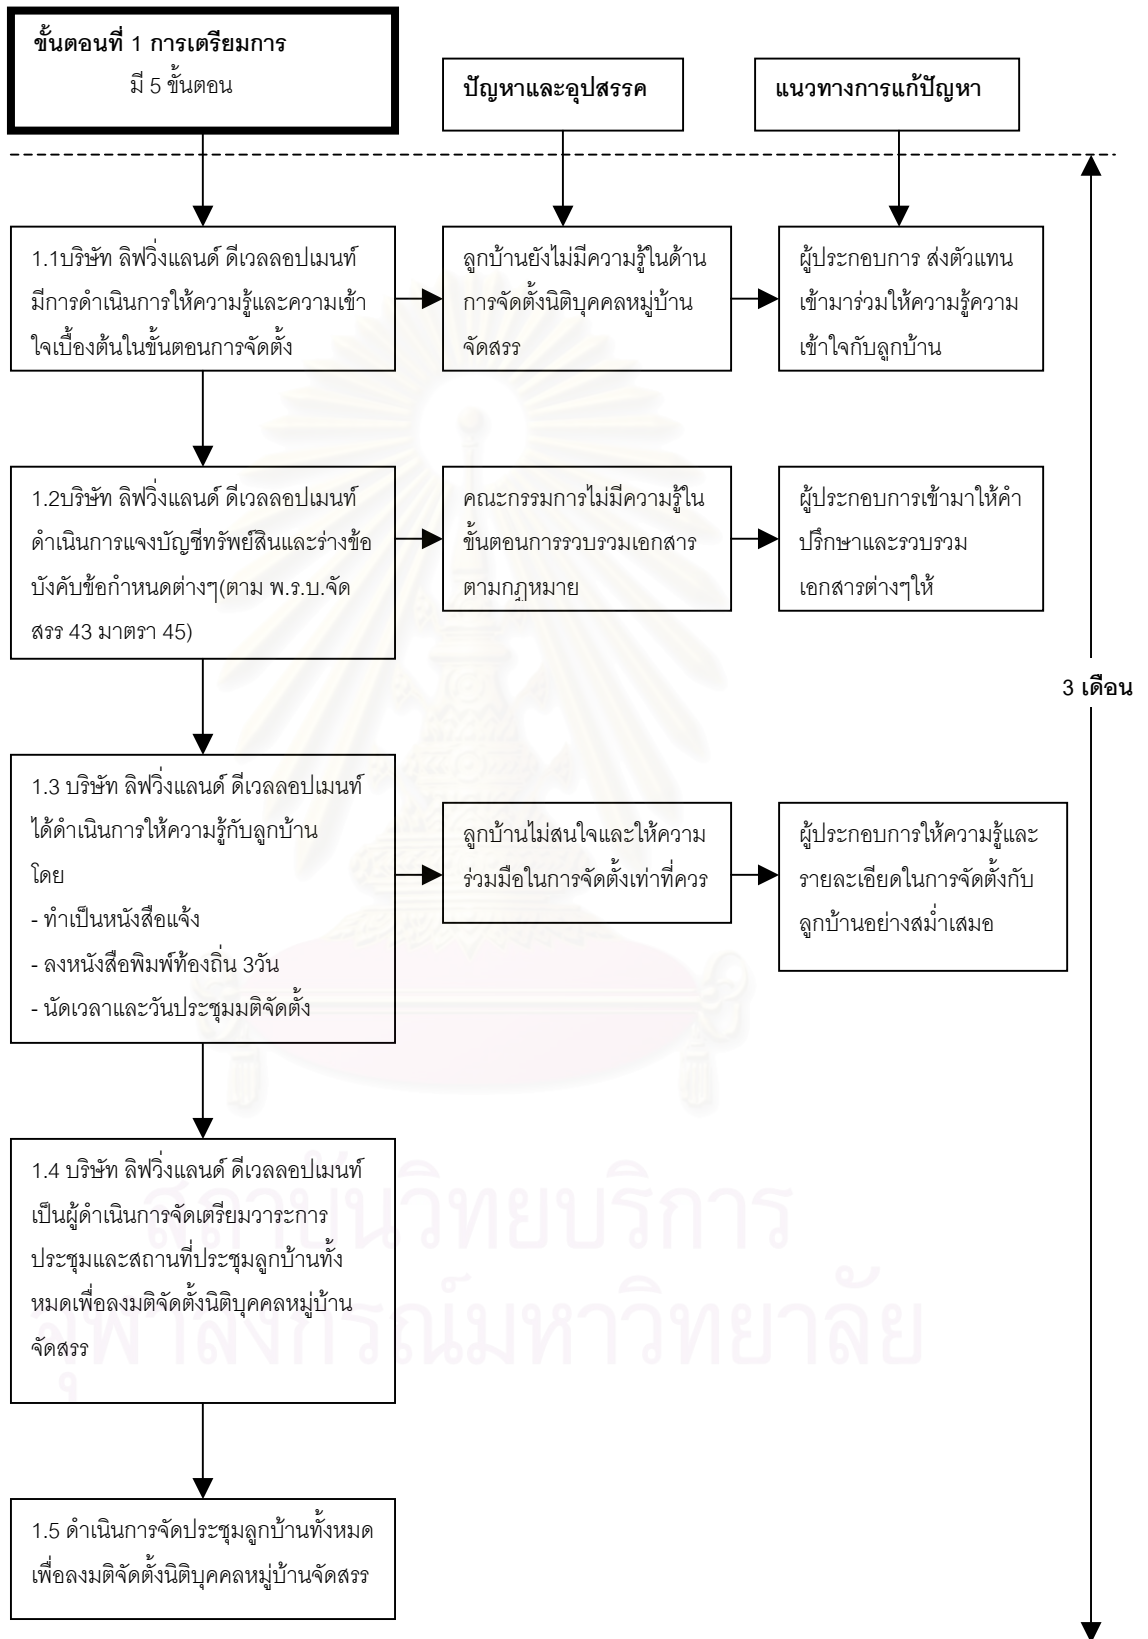 ขั้นตอนที่ 1 การเตรียมการ
มี 5 ขั้นตอน
ปัญหาและอุปสรรค
แนวทางการแก้ปัญหา
1.1บริษัท ลิฟวิ่งแลนด์ ดีเวลลอปเมนท์
มีการดำเนินการให้ความรู้และความเข้า
ใจเบื้องต้นในขั้นตอนการจัดตั้ง
ลูกบ้านยังไม่มีความรู้ในด้าน
การจัดตั้งนิติบุคคลหมู่บ้าน
จัดสรร
ผู้ประกอบการ ส่งตัวแทน
เข้ามาร่วมให้ความรู้ความ
เข้าใจกับลูกบ้าน
1.2บริษัท ลิฟวิ่งแลนด์ ดีเวลลอปเมนท์
ดำเนินการแจงบัญชีทรัพย์สินและร่างข้อ
บังคับข้อกำหนดต่างๆ(ตาม พ.ร.บ.จัด
สรร 43 มาตรา 45)
คณะกรรมการไม่มีความรู้ใน
ขั้นตอนการรวบรวมเอกสาร
ตามกฎหมาย
ผู้ประกอบการเข้ามาให้คำ
ปรึกษาและรวบรวม
เอกสารต่างๆให้
3 เดือน
1.3 บริษัท ลิฟวิ่งแลนด์ ดีเวลลอปเมนท์
ได้ดำเนินการให้ความรู้กับลูกบ้าน
โดย
- ทำเป็นหนังสือแจ้ง
- ลงหนังสือพิมพ์ท้องถิ่น 3วัน
- นัดเวลาและวันประชุมมติจัดตั้ง
ลูกบ้านไม่สนใจและให้ความ
ร่วมมือในการจัดตั้งเท่าที่ควร
ผู้ประกอบการให้ความรู้และ
รายละเอียดในการจัดตั้งกับ
ลูกบ้านอย่างสม่ำเสมอ
1.4 บริษัท ลิฟวิ่งแลนด์ ดีเวลลอปเมนท์
เป็นผู้ดำเนินการจัดเตรียมวาระการ
ประชุมและสถานที่ประชุมลูกบ้านทั้ง
หมดเพื่อลงมติจัดตั้งนิติบุคคลหมู่บ้าน
จัดสรร
สถาบันวิทยบริการ
จุฬาลงกรณ์มหาวิทยาลัย
1.5 ดำเนินการจัดประชุมลูกบ้านทั้งหมด
เพื่อลงมติจัดตั้งนิติบุคคลหมู่บ้านจัดสรร